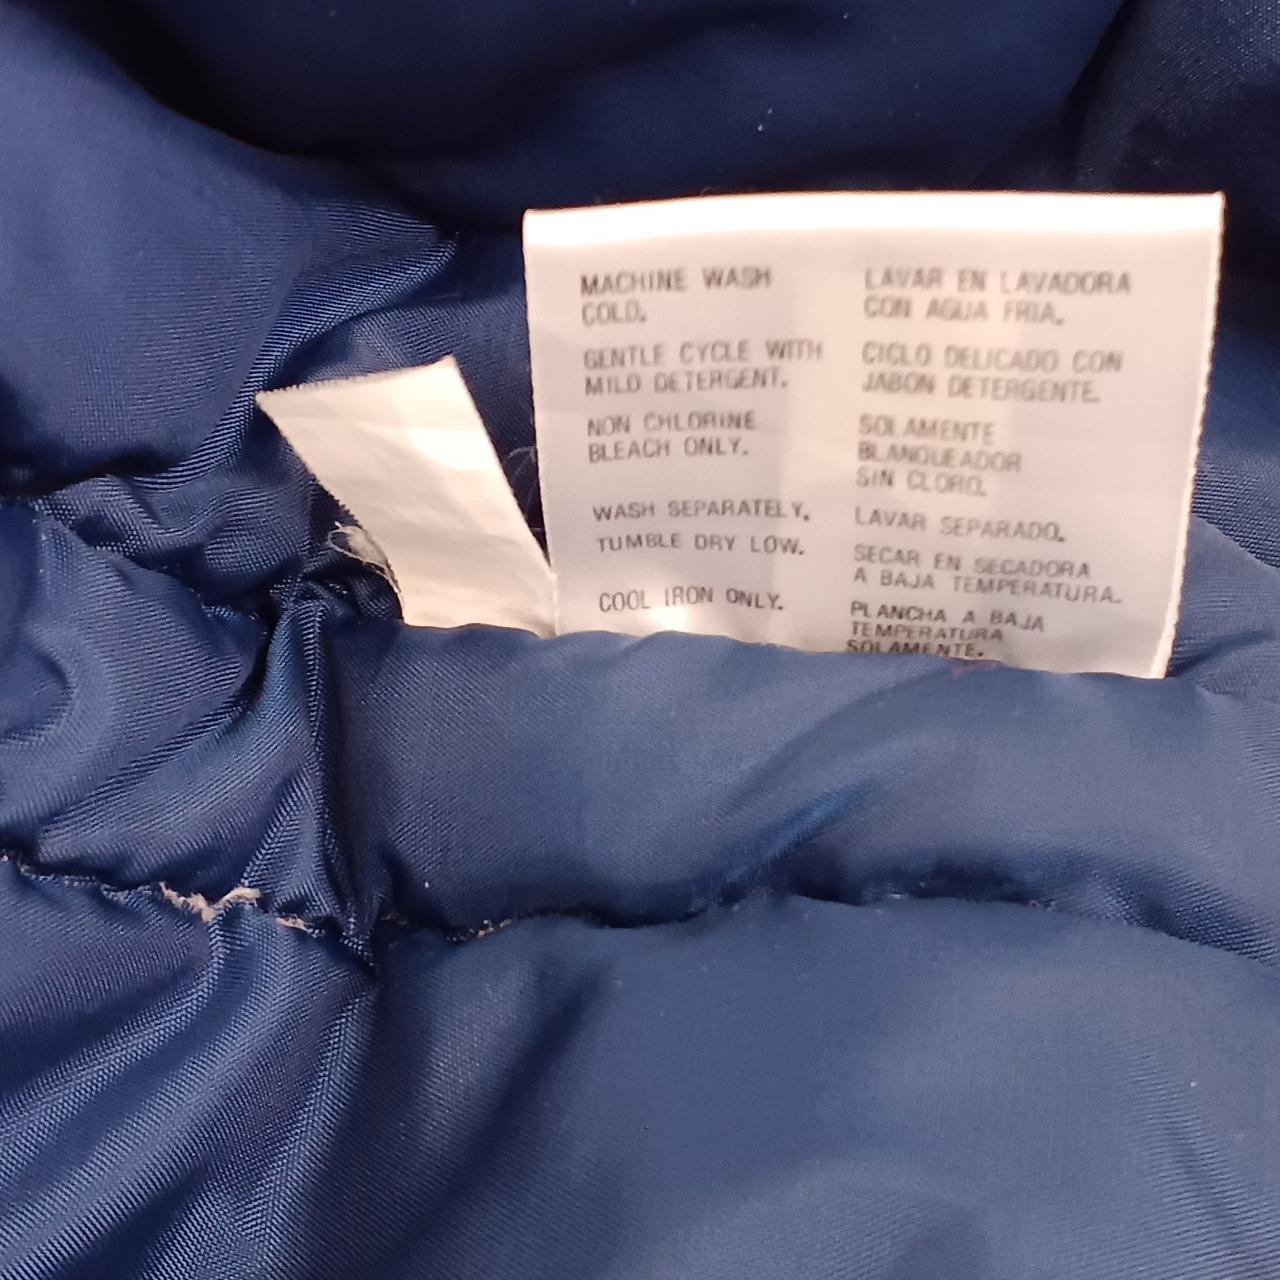 MACHINE WASH
COLD.
GENTLE CYCLE WITH
MILD DETERGENT.
NON CHLORINE
BLEACH ONLY.
WASH SEPARATELY.
TUMBLE DRY LOW.
COOL IRON ONLY.
LAVAR EN LAVADORA
CON AGUA FRIA.
CICLO DELICADO CON
JABON DETERGENTE.
SOLAMENTE
BLANQUEADOR
SIN CLORO.
LAVAR SEPARADO.
SECAR EN SECADORA
A BAJA TEMPERATURA.
PLANCHA A BAJA
TEMPERATURA
SOLAMENTE.